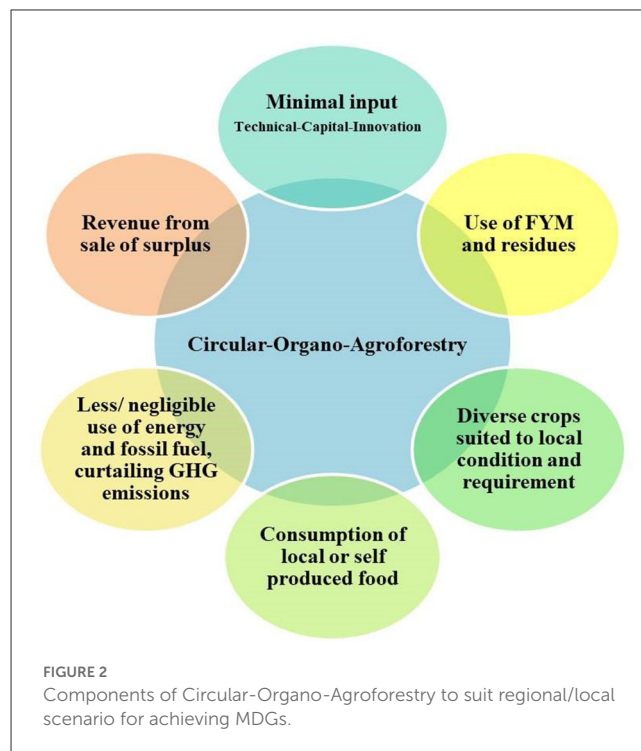 Minimal input
Technical-Capital-Innovation
Revenue from
sale of surplus
Use of FYM
and residues
Circular-Organo-Agroforestry
Less/ negligible
use of energy
and fossil fuel,
curtailing GHG
emissions
Diverse crops
suited to local
condition and
requirement
Consumption of
local or self
produced food
FIGURE 2
Components of Circular-Organo-Agroforestry to suit regional/local
scenario for achieving MDGs.